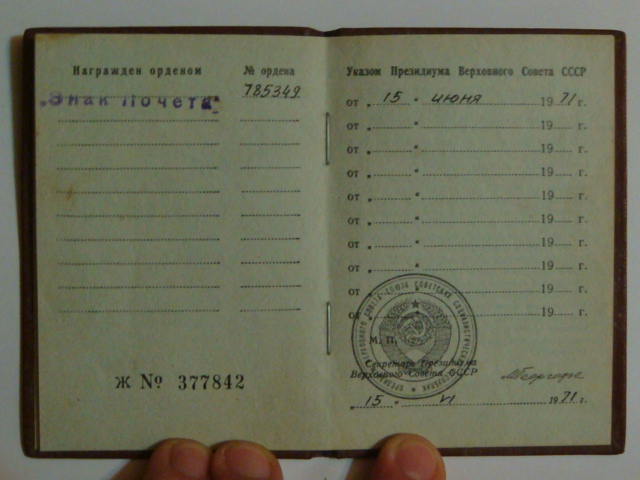 Награжден орденом № ордена
„Знак Почета" 785349
Ж № 377842
Указом Президиума Верховного Совета СССР
от „ 15 " июня 1971 г.
от „ " 19 г.
от „ " 19 г.
от „ " 19 г.
от „ " 19 г.
от „ " 19 г.
от „ " 19 г.
от „ " 19 г.
от „ " 19 г.
от „ " 19 г.
М. П.
Секретарь Президиума
Верховного Совета СССР
„ 15 " VI 1971 г.